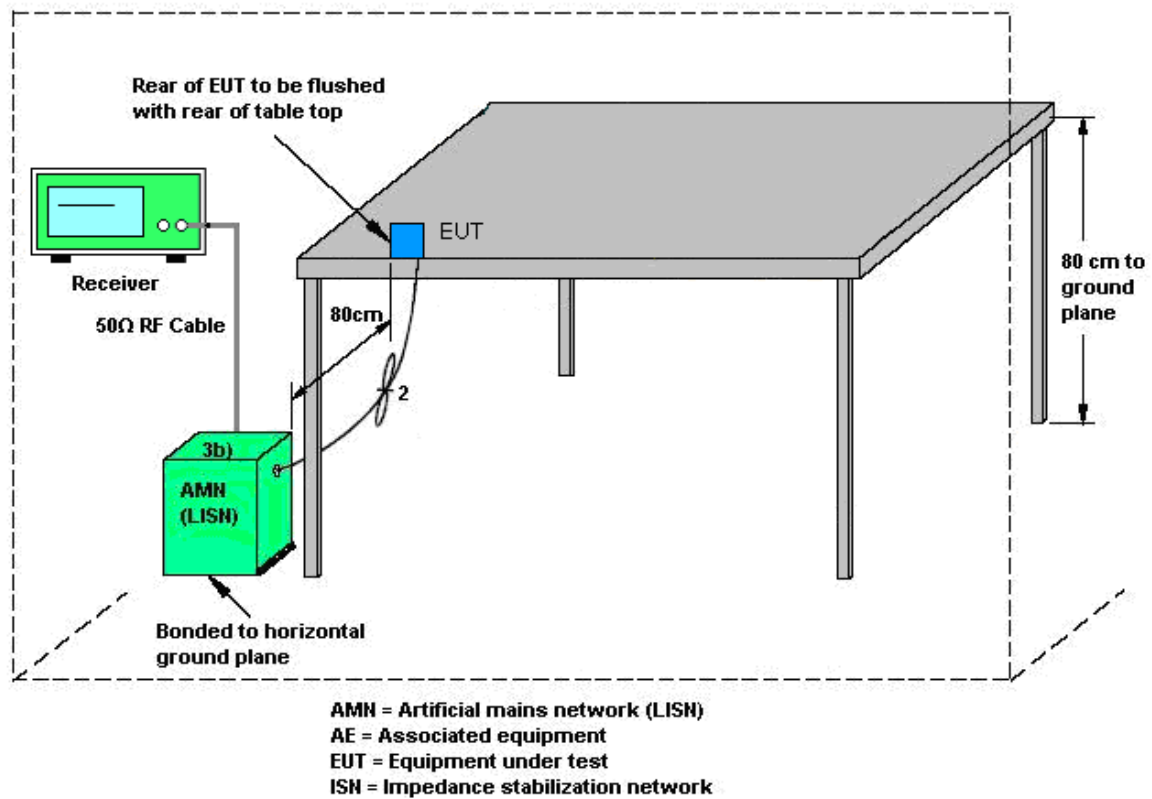 Rear of EUT to be flushed
with rear of table top
EUT
Receiver
50Ω RF Cable
80cm
2
80 cm to
ground
plane
3b)
AMN
(LISN)
Bonded to horizontal
ground plane
AMN = Artificial mains network (LISN)
AE = Associated equipment
EUT = Equipment under test
ISN = Impedance stabilization network